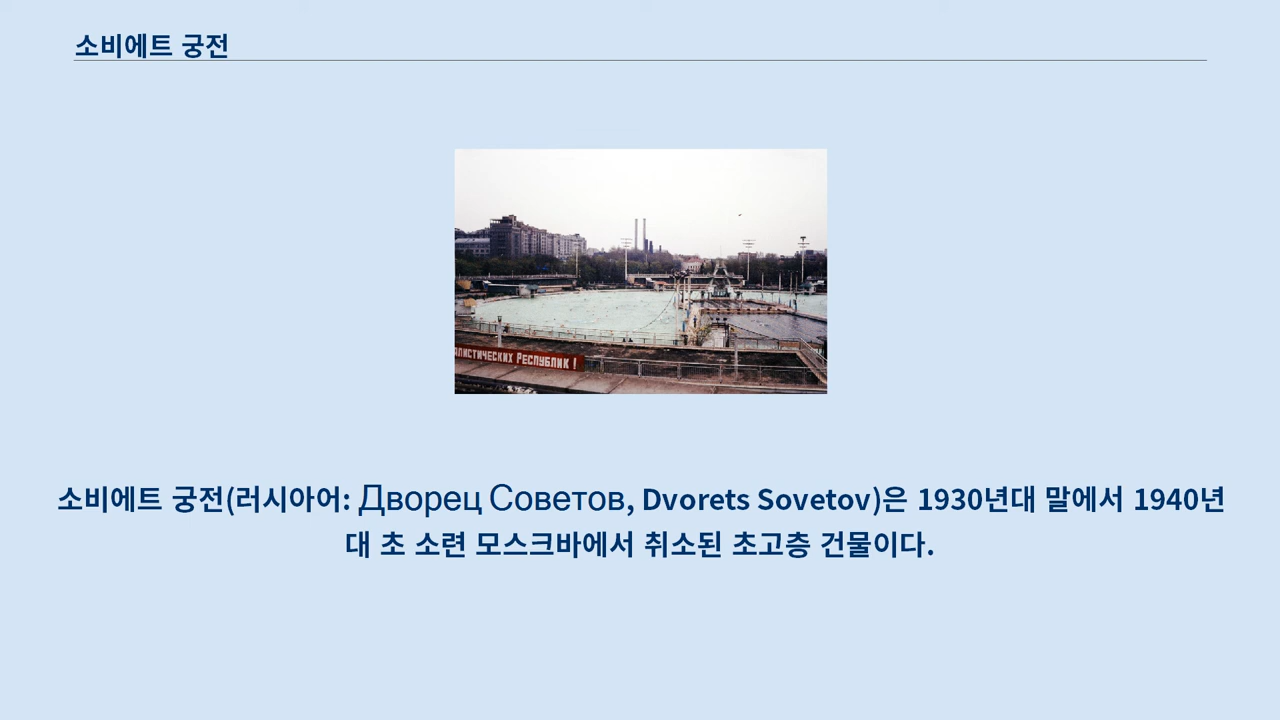 소비에트 궁전
алистических Республик !
소비에트 궁전(러시아어: Дворец Советов, Dvorets Sovetov)은 1930년대 말에서 1940년
대 초 소련 모스크바에서 취소된 초고층 건물이다.